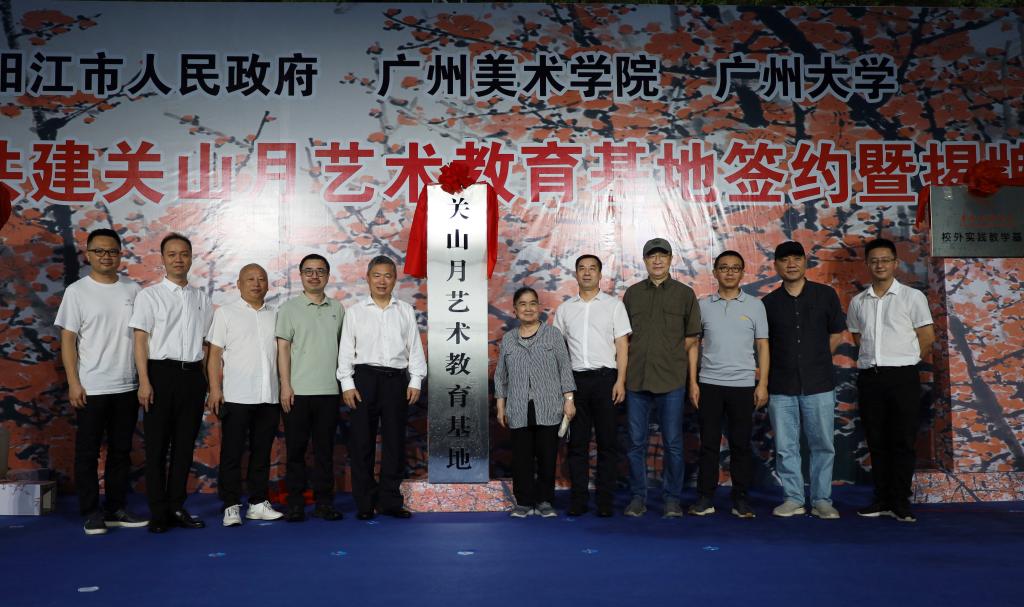 阳江市人民政府 广州美术学院 广州大学
共建关山月艺术教育基地签约暨揭牌
关山月艺术教育基地
校外实践教学基